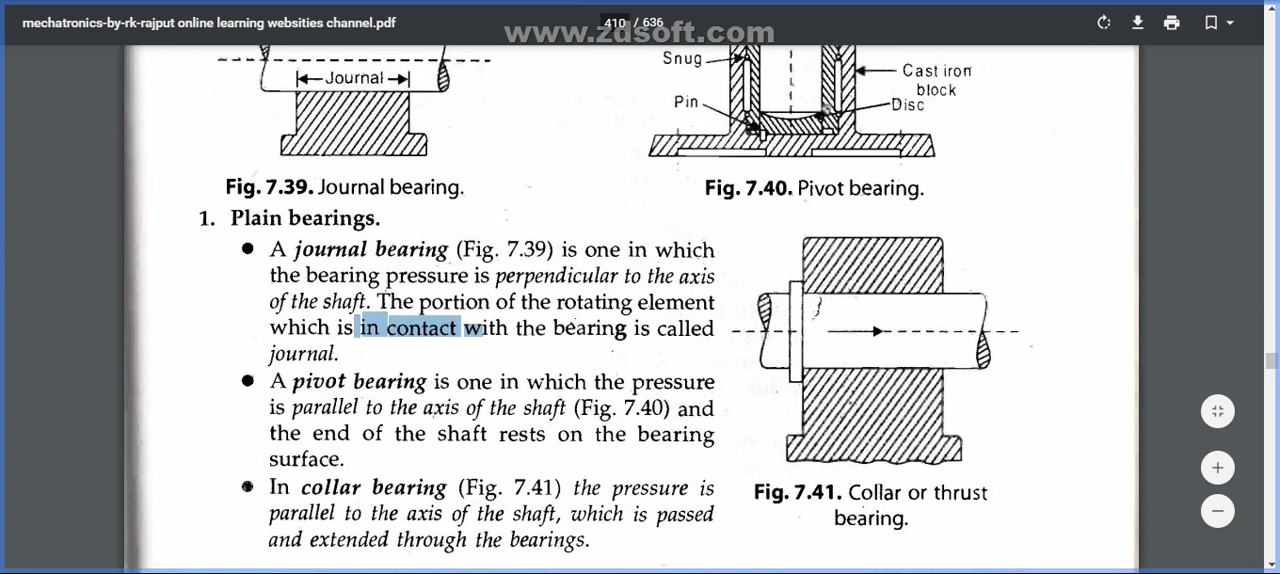 mechatronics-by-rk-rajput online learning websities channel.pdf
410 / 636
www.zdsoft.com
Journal
Snug
Pin
Cast iron
block
Disc
Fig. 7.39. Journal bearing.
Fig. 7.40. Pivot bearing.
1. Plain bearings.
● A journal bearing (Fig. 7.39) is one in which
the bearing pressure is perpendicular to the axis
of the shaft. The portion of the rotating element
which is in contact with the bearing is called
journal.
● A pivot bearing is one in which the pressure
is parallel to the axis of the shaft (Fig. 7.40) and
the end of the shaft rests on the bearing
surface.
● In collar bearing (Fig. 7.41) the pressure is
parallel to the axis of the shaft, which is passed
and extended through the bearings.
Fig. 7.41. Collar or thrust
bearing.